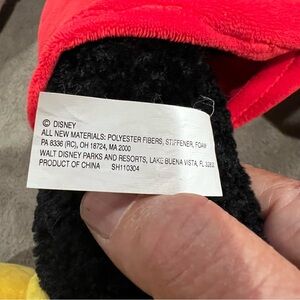 © DISNEY
ALL NEW MATERIALS: POLYESTER FIBERS, STIFFENER, FOAM
PA 8336 (RC), OH 18724, MA 2000
WALT DISNEY PARKS AND RESORTS, LAKE BUENA VISTA, FL 32830
PRODUCT OF CHINA SH110304